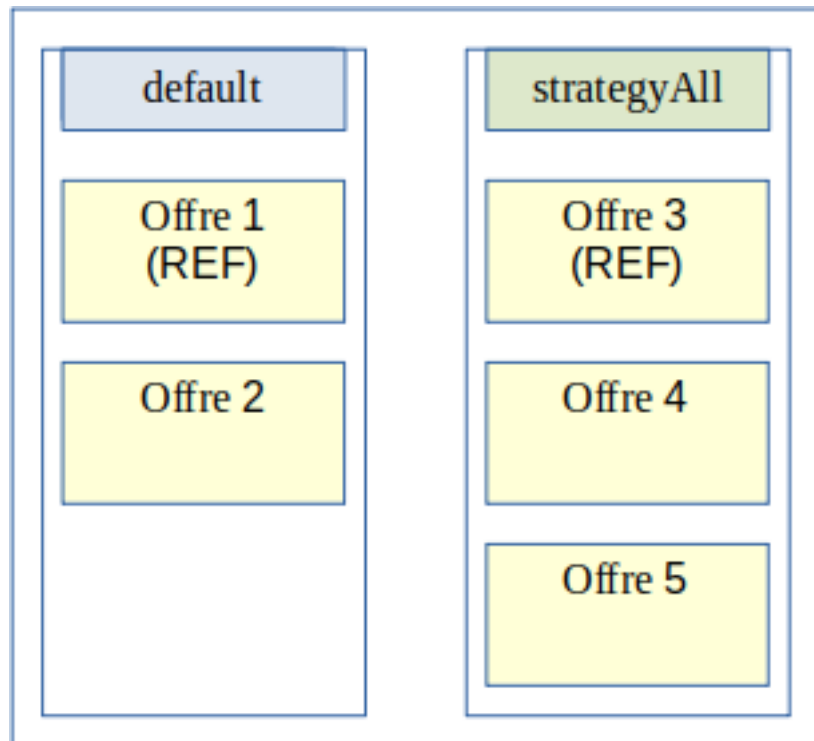 default
Offre 1
(REF)
Offre 2
strategyAll
Offre 3
(REF)
Offre 4
Offre 5